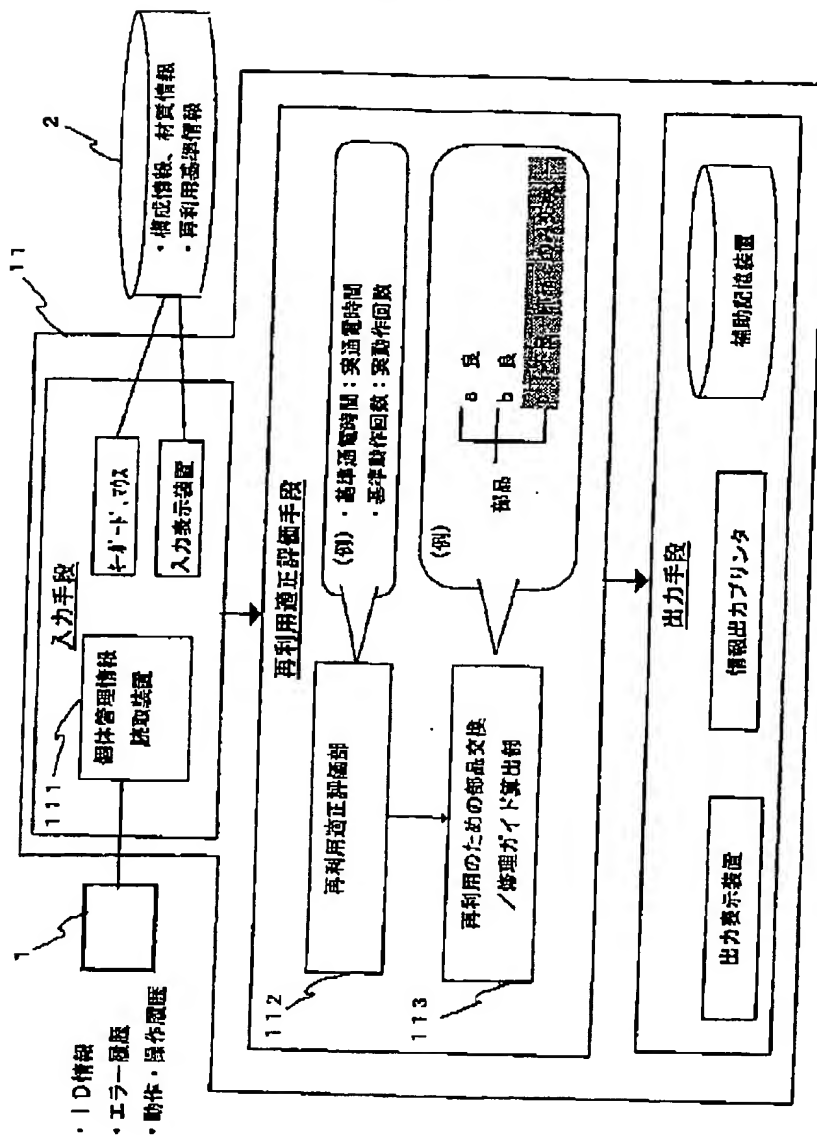 ・ＩＤ情報
・エラー履歴
・動作・操作履歴
1
11
2
・構成情報、材質情報
・再利用基準情報
入力手段
111
個体管理情報
読取装置
ｷｰﾎﾞｰﾄﾞ、マウス
入力表示装置
再利用適正評価手段
112
再利用適正評価部
(例)・基準通電時間：実通電時間
・基準動作回数：実動作回数
113
再利用のための部品交換
／修理ガイド算出部
(例)
部品
a 良
b 良
出力手段
出力表示装置
情報出力プリンタ
補助記憶装置